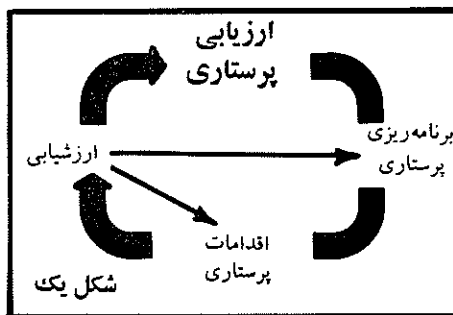 ارزیابی
پرستاری
برنامه‌ریزی
پرستاری
ارزشیابی
اقدامات
پرستاری
شکل یک